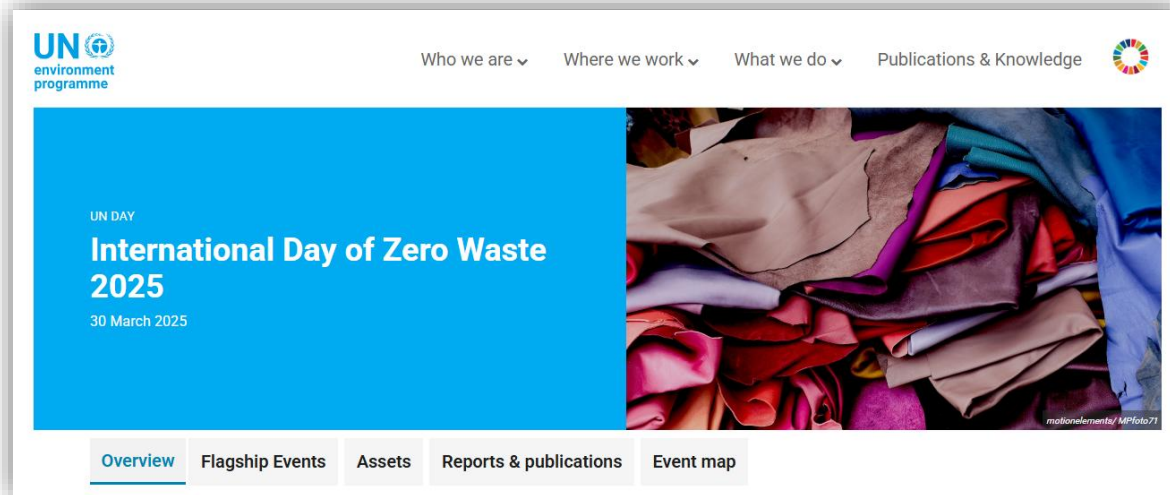 UN
environment
programme
Who we are Where we work What we do Publications & Knowledge
UN DAY
International Day of Zero Waste
2025
30 March 2025
motionelements/ MPfoto71
Overview Flagship Events Assets Reports & publications Event map